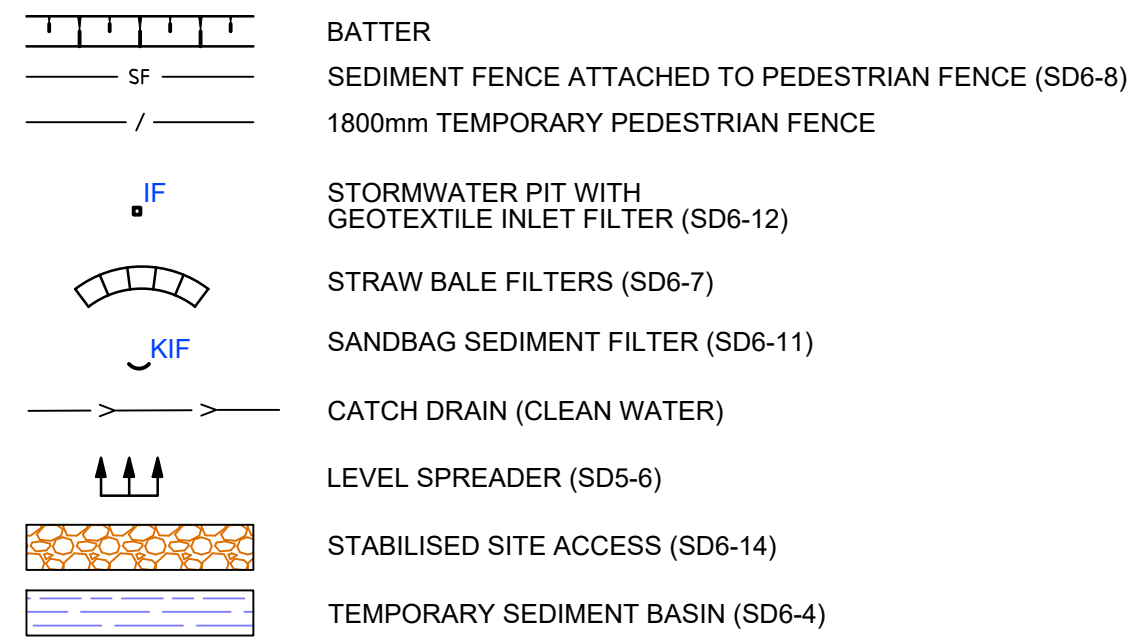 BATTER
SF SEDIMENT FENCE ATTACHED TO PEDESTRIAN FENCE (SD6-8)
/ 1800mm TEMPORARY PEDESTRIAN FENCE
IF STORMWATER PIT WITH
GEOTEXTILE INLET FILTER (SD6-12)
STRAW BALE FILTERS (SD6-7)
KIF SANDBAG SEDIMENT FILTER (SD6-11)
> > CATCH DRAIN (CLEAN WATER)
LEVEL SPREADER (SD5-6)
STABILISED SITE ACCESS (SD6-14)
TEMPORARY SEDIMENT BASIN (SD6-4)